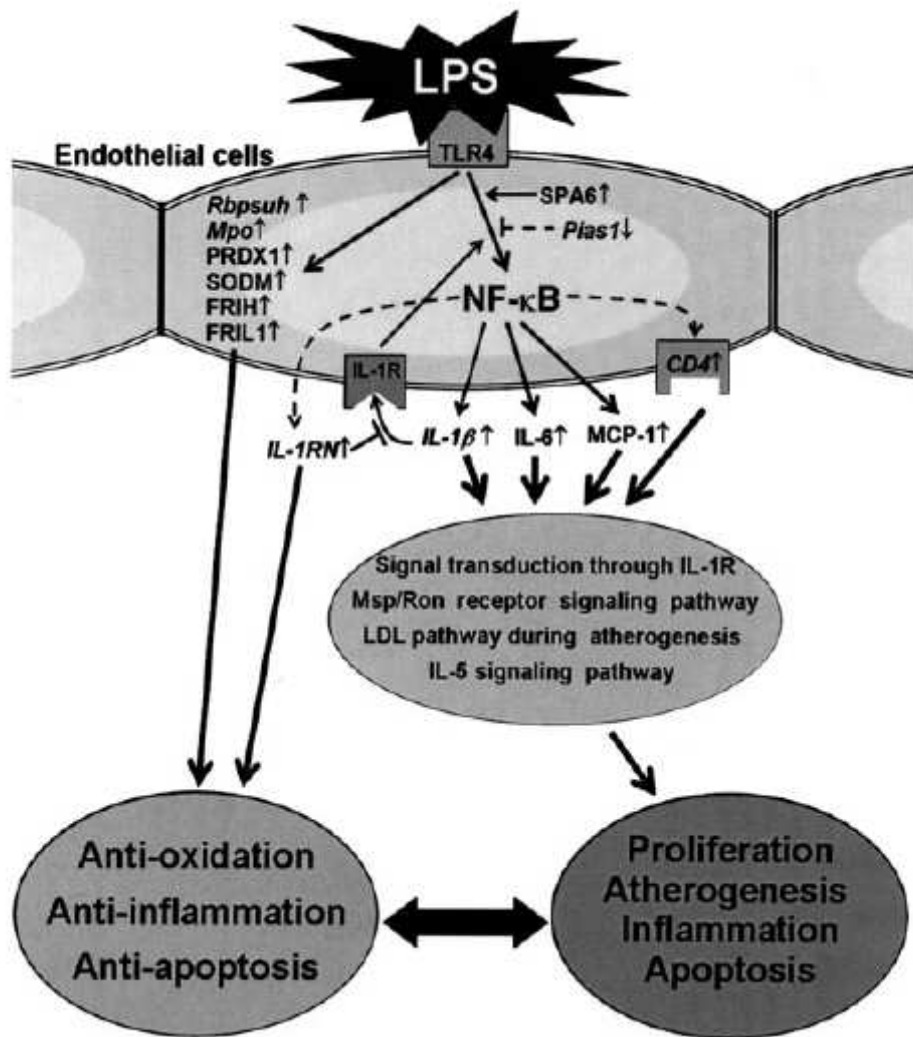 LPS
TLR4
Endothelial cells
Rbpsuh ↑
Mpo↑
PRDX1↑
SODM↑
FRIH↑
FRIL1↑
SPA6↑
Pias1↓
NF-κB
IL-1R
CD4↑
IL-1RN↑
IL-1β↑
IL-6↑
MCP-1↑
Signal transduction through IL-1R
Msp/Ron receptor signaling pathway
LDL pathway during atherogenesis
IL-5 signaling pathway
Anti-oxidation
Anti-inflammation
Anti-apoptosis
Proliferation
Atherogenesis
Inflammation
Apoptosis